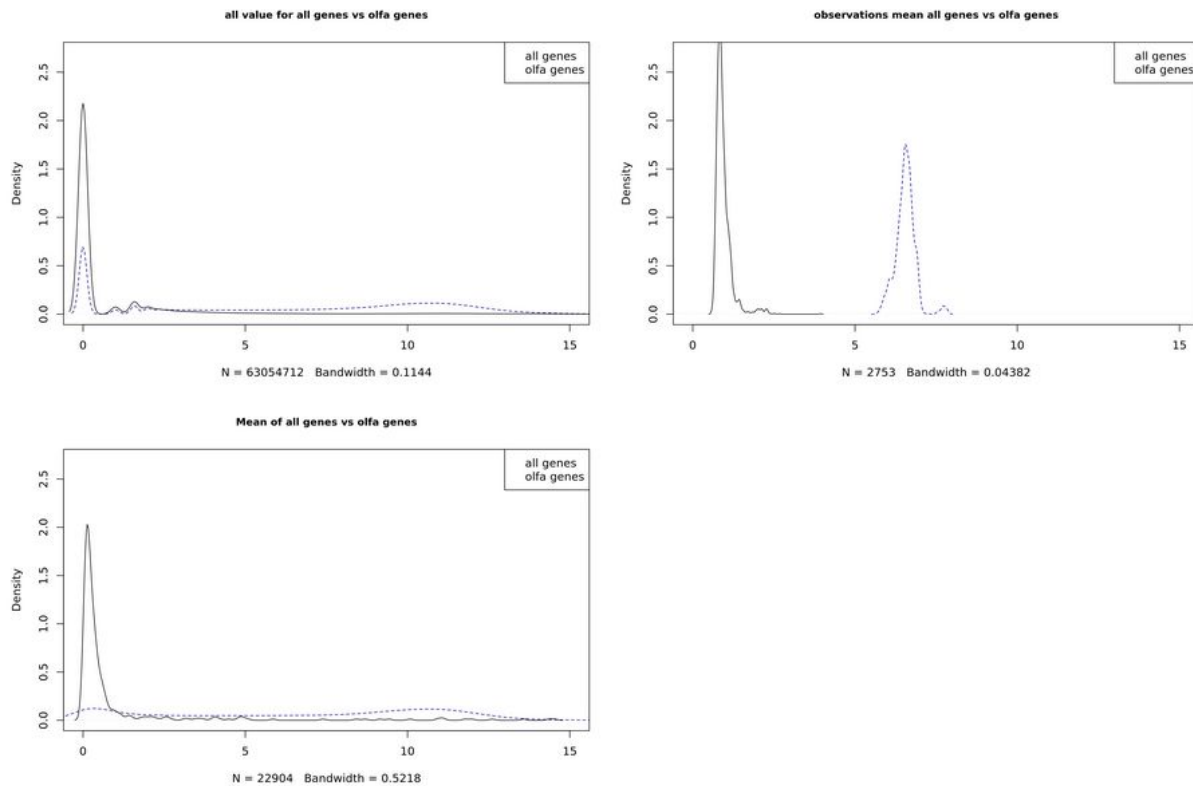 all value for all genes vs olfa genes
all genes
olfa genes
Density
0.0
0.5
1.0
1.5
2.0
2.5
0
5
10
15
N = 63054712 Bandwidth = 0.1144
observations mean all genes vs olfa genes
all genes
olfa genes
Density
0.0
0.5
1.0
1.5
2.0
2.5
0
5
10
15
N = 2753 Bandwidth = 0.04382
Mean of all genes vs olfa genes
all genes
olfa genes
Density
0.0
0.5
1.0
1.5
2.0
2.5
0
5
10
15
N = 22904 Bandwidth = 0.5218